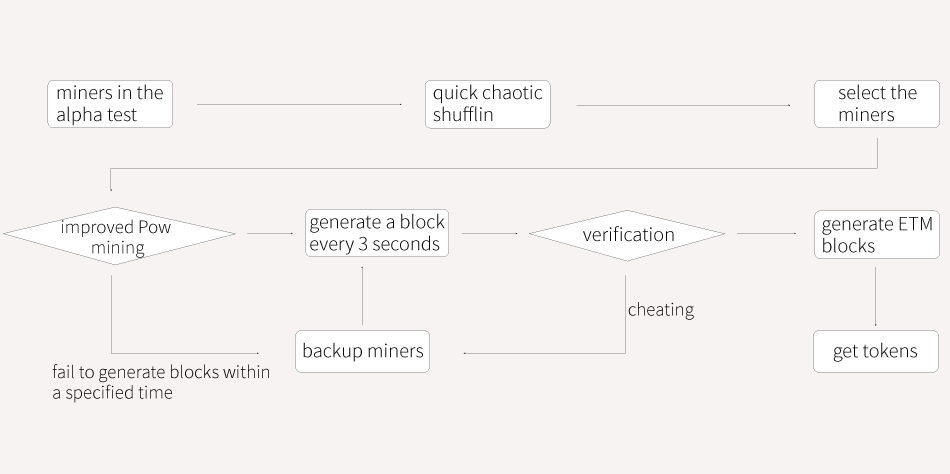 miners in the
alpha test
quick chaotic
shufflin
select the
miners
improved Pow
mining
generate a block
every 3 seconds
verification
generate ETM
blocks
cheating
backup miners
get tokens
fail to generate blocks within
a specified time